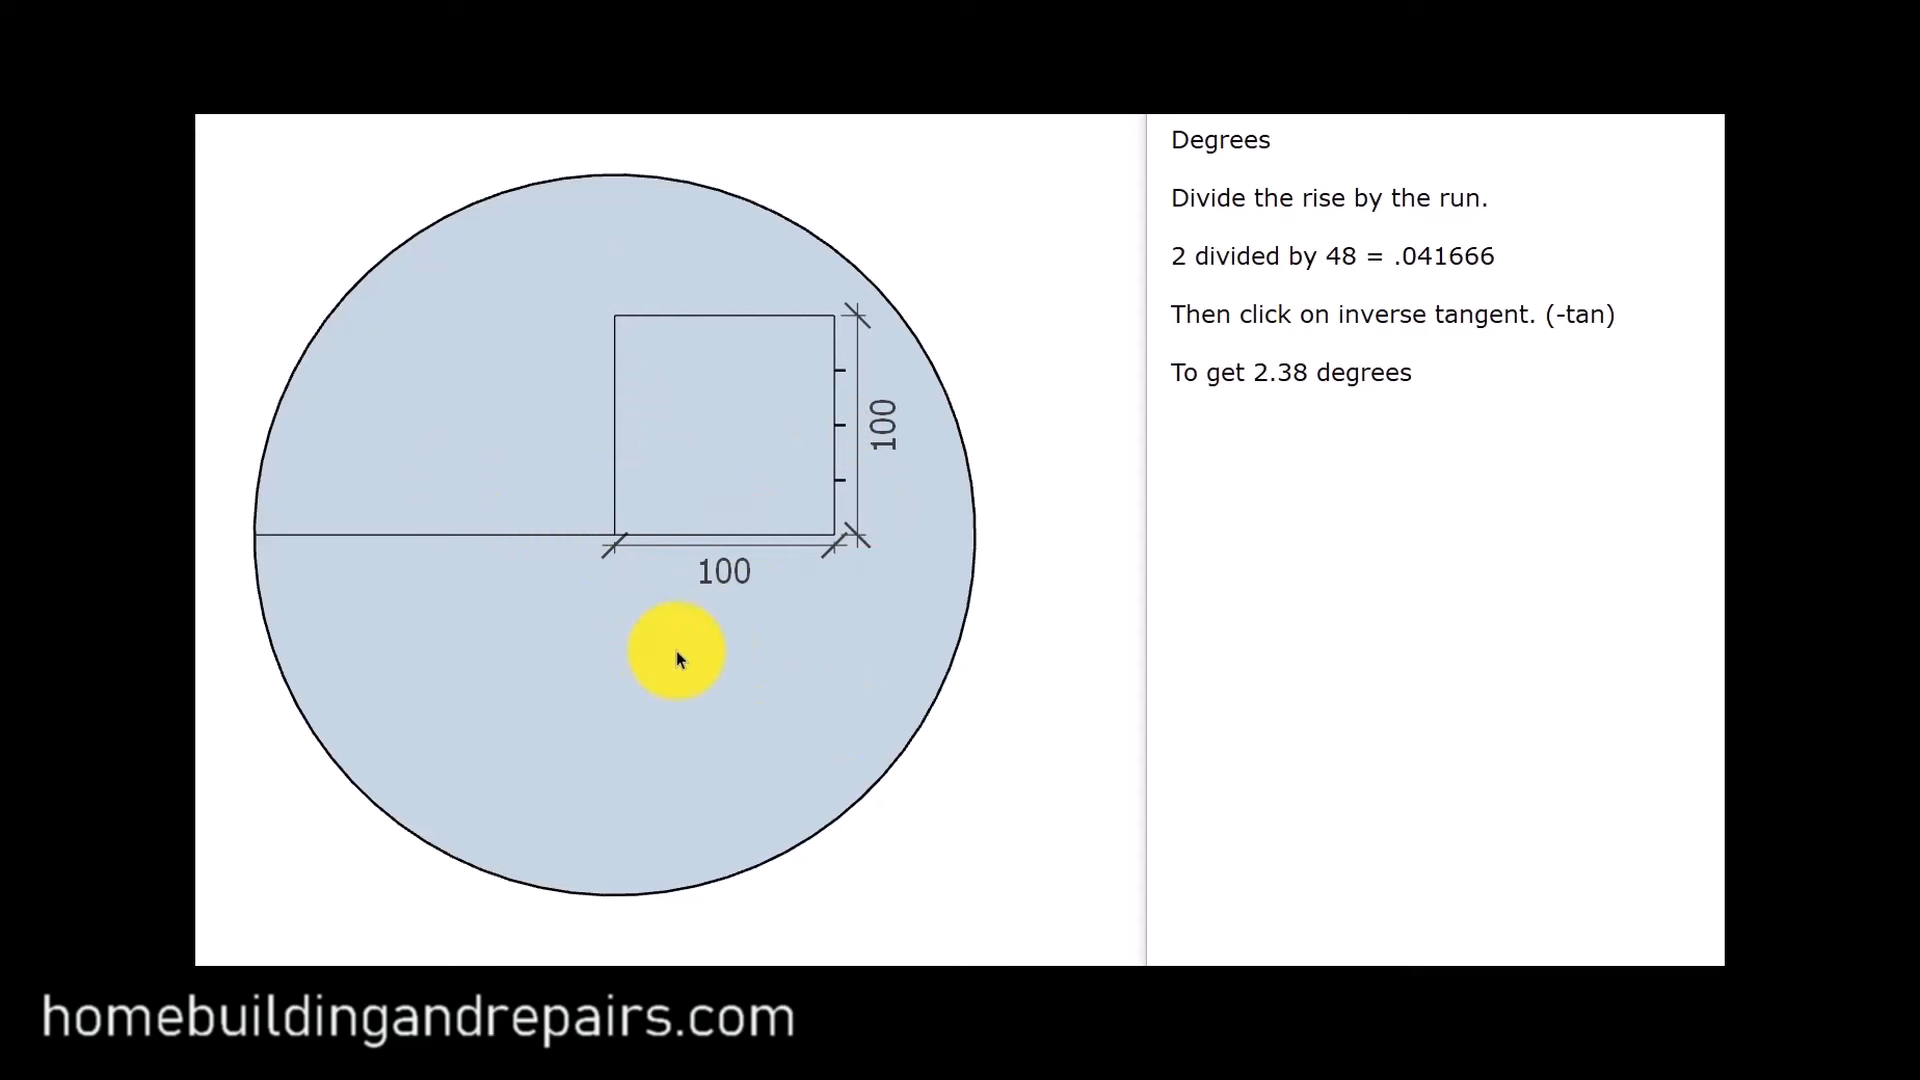 Degrees
Divide the rise by the run.
2 divided by 48 = .041666
Then click on inverse tangent. (-tan)
To get 2.38 degrees
100
100
homebuildingandrepairs.com